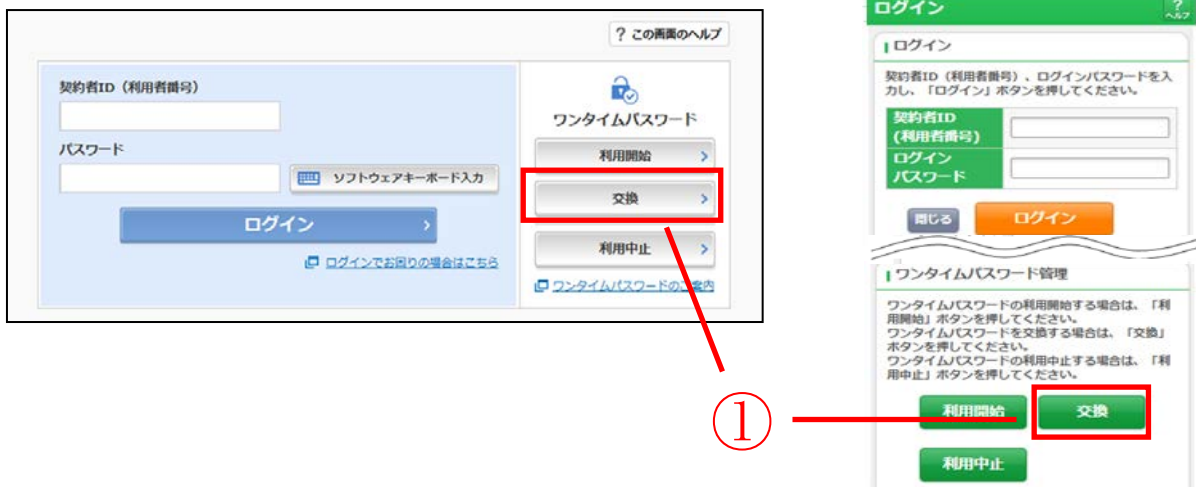 ? この画面のヘルプ
契約者ID（利用者番号）
パスワード
ソフトウェアキーボード入力
ログイン
ログインでお困りの場合はこちら
ワンタイムパスワード
利用開始
交換
利用中止
ワンタイムパスワードのご案内
①
ログイン
?
ヘルプ
ログイン
契約者ID（利用者番号）、ログインパスワードを入
力し、「ログイン」ボタンを押してください。
契約者ID
(利用者番号)
ログイン
パスワード
閉じる
ログイン
ワンタイムパスワード管理
ワンタイムパスワードの利用開始する場合は、「利
用開始」ボタンを押してください。
ワンタイムパスワードを交換する場合は、「交換」
ボタンを押してください。
ワンタイムパスワードの利用中止する場合は、「利
用中止」ボタンを押してください。
利用開始
交換
利用中止